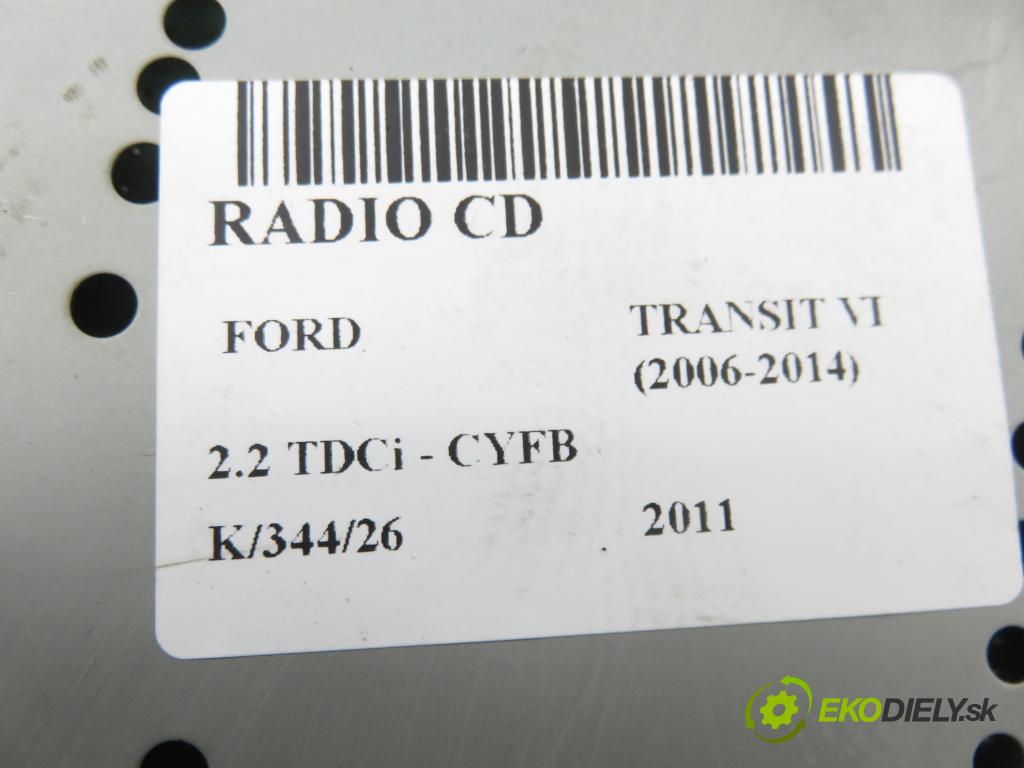 RADIO CD
FORD
TRANSIT VI
(2006-2014)
2.2 TDCi - CYFB
K/344/26
2011
EKODIELY.sk